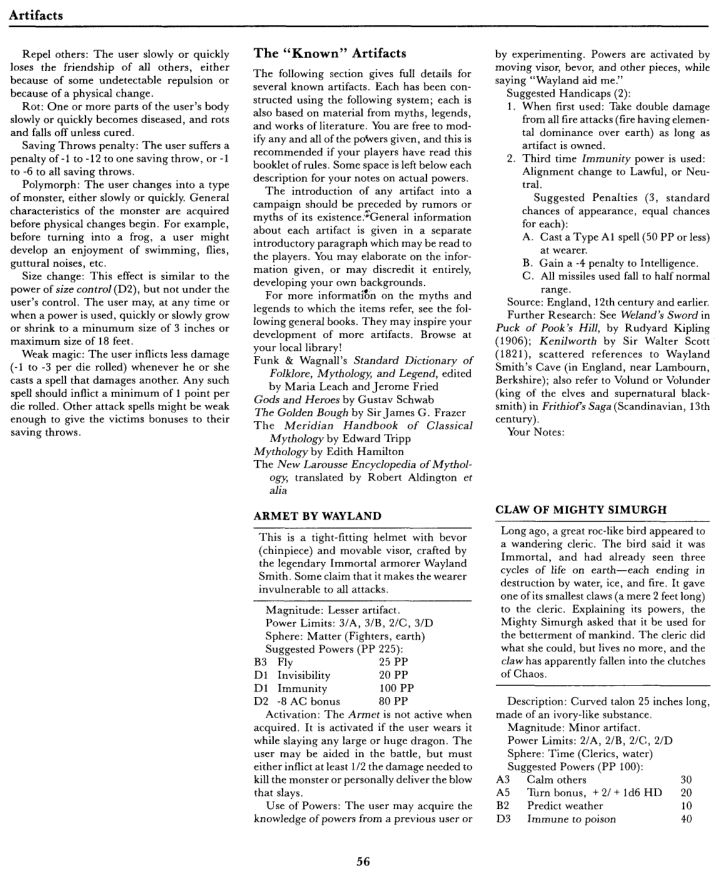 Artifacts
Repel others: The user slowly or quickly
loses the friendship of all others, either
because of some undetectable repulsion or
because of a physical change.
Rot: One or more parts of the user's body
slowly or quickly becomes diseased, and rots
and falls off unless cured.
Saving Throws penalty: The user suffers a
penalty of -1 to -12 to one saving throw, or -1
to -6 to all saving throws.
Polymorph: The user changes into a type
of monster, either slowly or quickly. General
characteristics of the monster are acquired
before physical changes begin. For example,
before turning into a frog, a user might
develop an enjoyment of swimming, flies,
guttural noises, etc.
Size change: This effect is similar to the
power of size control (D2), but not under the
user's control. The user may, at any time or
when a power is used, quickly or slowly grow
or shrink to a minumum size of 3 inches or
maximum size of 18 feet.
Weak magic: The user inflicts less damage
(-1 to -3 per die rolled) whenever he or she
casts a spell that damages another. Any such
spell should inflict a minimum of 1 point per
die rolled. Other attack spells might be weak
enough to give the victims bonuses to their
saving throws.
The "Known" Artifacts
The following section gives full details for
several known artifacts. Each has been con-
structed using the following system; each is
also based on material from myths, legends,
and works of literature. You are free to mod-
ify any and all of the powers given, and this is
recommended if your players have read this
booklet of rules. Some space is left below each
description for your notes on actual powers.
The introduction of any artifact into a
campaign should be preceded by rumors or
myths of its existence. General information
about each artifact is given in a separate
introductory paragraph which may be read to
the players. You may elaborate on the infor-
mation given, or may discredit it entirely,
developing your own backgrounds.
For more information on the myths and
legends to which the items refer, see the fol-
lowing general books. They may inspire your
development of more artifacts. Browse at
your local library!
Funk & Wagnall's Standard Dictionary of
Folklore, Mythology, and Legend, edited
by Maria Leach and Jerome Fried
Gods and Heroes by Gustav Schwab
The Golden Bough by Sir James G. Frazer
The Meridian Handbook of Classical
Mythology by Edward Tripp
Mythology by Edith Hamilton
The New Larousse Encyclopedia of Mythol-
ogy, translated by Robert Aldington et
alia
ARMET BY WAYLAND
This is a tight-fitting helmet with bevor
(chinpiece) and movable visor, crafted by
the legendary Immortal armorer Wayland
Smith. Some claim that it makes the wearer
invulnerable to all attacks.
Magnitude: Lesser artifact.
Power Limits: 3/A, 3/B, 2/C, 3/D
Sphere: Matter (Fighters, earth)
Suggested Powers (PP 225):
B3 Fly 25 PP
D1 Invisibility 20 PP
D1 Immunity 100 PP
D2 -8 AC bonus 80 PP
Activation: The Armet is not active when
acquired. It is activated if the user wears it
while slaying any large or huge dragon. The
user may be aided in the battle, but must
either inflict at least 1/2 the damage needed to
kill the monster or personally deliver the blow
that slays.
Use of Powers: The user may acquire the
knowledge of powers from a previous user or
by experimenting. Powers are activated by
moving visor, bevor, and other pieces, while
saying "Wayland aid me."
Suggested Handicaps (2):
1. When first used: Take double damage
from all fire attacks (fire having elemen-
tal dominance over earth) as long as
artifact is owned.
2. Third time Immunity power is used:
Alignment change to Lawful, or Neu-
tral.
Suggested Penalties (3, standard
chances of appearance, equal chances
for each):
A. Cast a Type A1 spell (50 PP or less)
at wearer.
B. Gain a -4 penalty to Intelligence.
C. All missiles used fall to half normal
range.
Source: England, 12th century and earlier.
Further Research: See Weland's Sword in
Puck of Pook's Hill, by Rudyard Kipling
(1906); Kenilworth by Sir Walter Scott
(1821), scattered references to Wayland
Smith's Cave (in England, near Lambourn,
Berkshire); also refer to Volund or Volunder
(king of the elves and supernatural black-
smith) in Frithiof's Saga (Scandinavian, 13th
century).
Your Notes:
CLAW OF MIGHTY SIMURGH
Long ago, a great roc-like bird appeared to
a wandering cleric. The bird said it was
Immortal, and had already seen three
cycles of life on earth—each ending in
destruction by water, ice, and fire. It gave
one of its smallest claws (a mere 2 feet long)
to the cleric. Explaining its powers, the
Mighty Simurgh asked that it be used for
the betterment of mankind. The cleric did
what she could, but lives no more, and the
claw has apparently fallen into the clutches
of Chaos.
Description: Curved talon 25 inches long,
made of an ivory-like substance.
Magnitude: Minor artifact.
Power Limits: 2/A, 2/B, 2/C, 2/D
Sphere: Time (Clerics, water)
Suggested Powers (PP 100):
A3 Calm others 30
A5 Turn bonus, +2/ + 1d6 HD 20
B2 Predict weather 10
D3 Immune to poison 40
56